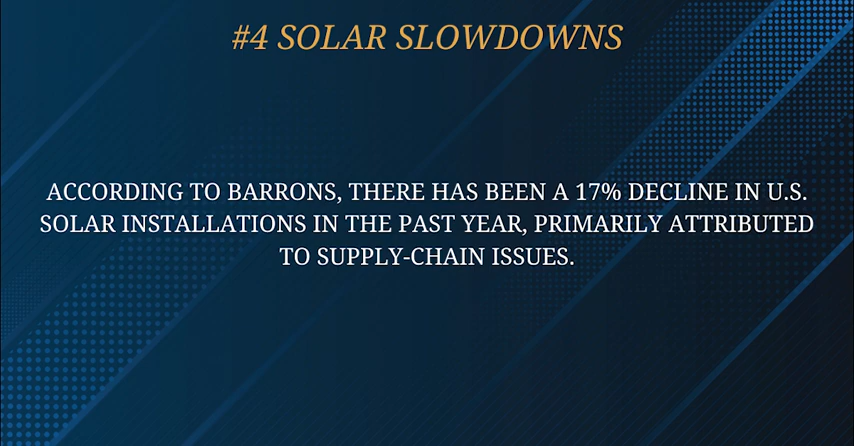 #4 SOLAR SLOWDOWNS
ACCORDING TO BARRONS, THERE HAS BEEN A 17% DECLINE IN U.S.
SOLAR INSTALLATIONS IN THE PAST YEAR, PRIMARILY ATTRIBUTED
TO SUPPLY-CHAIN ISSUES.